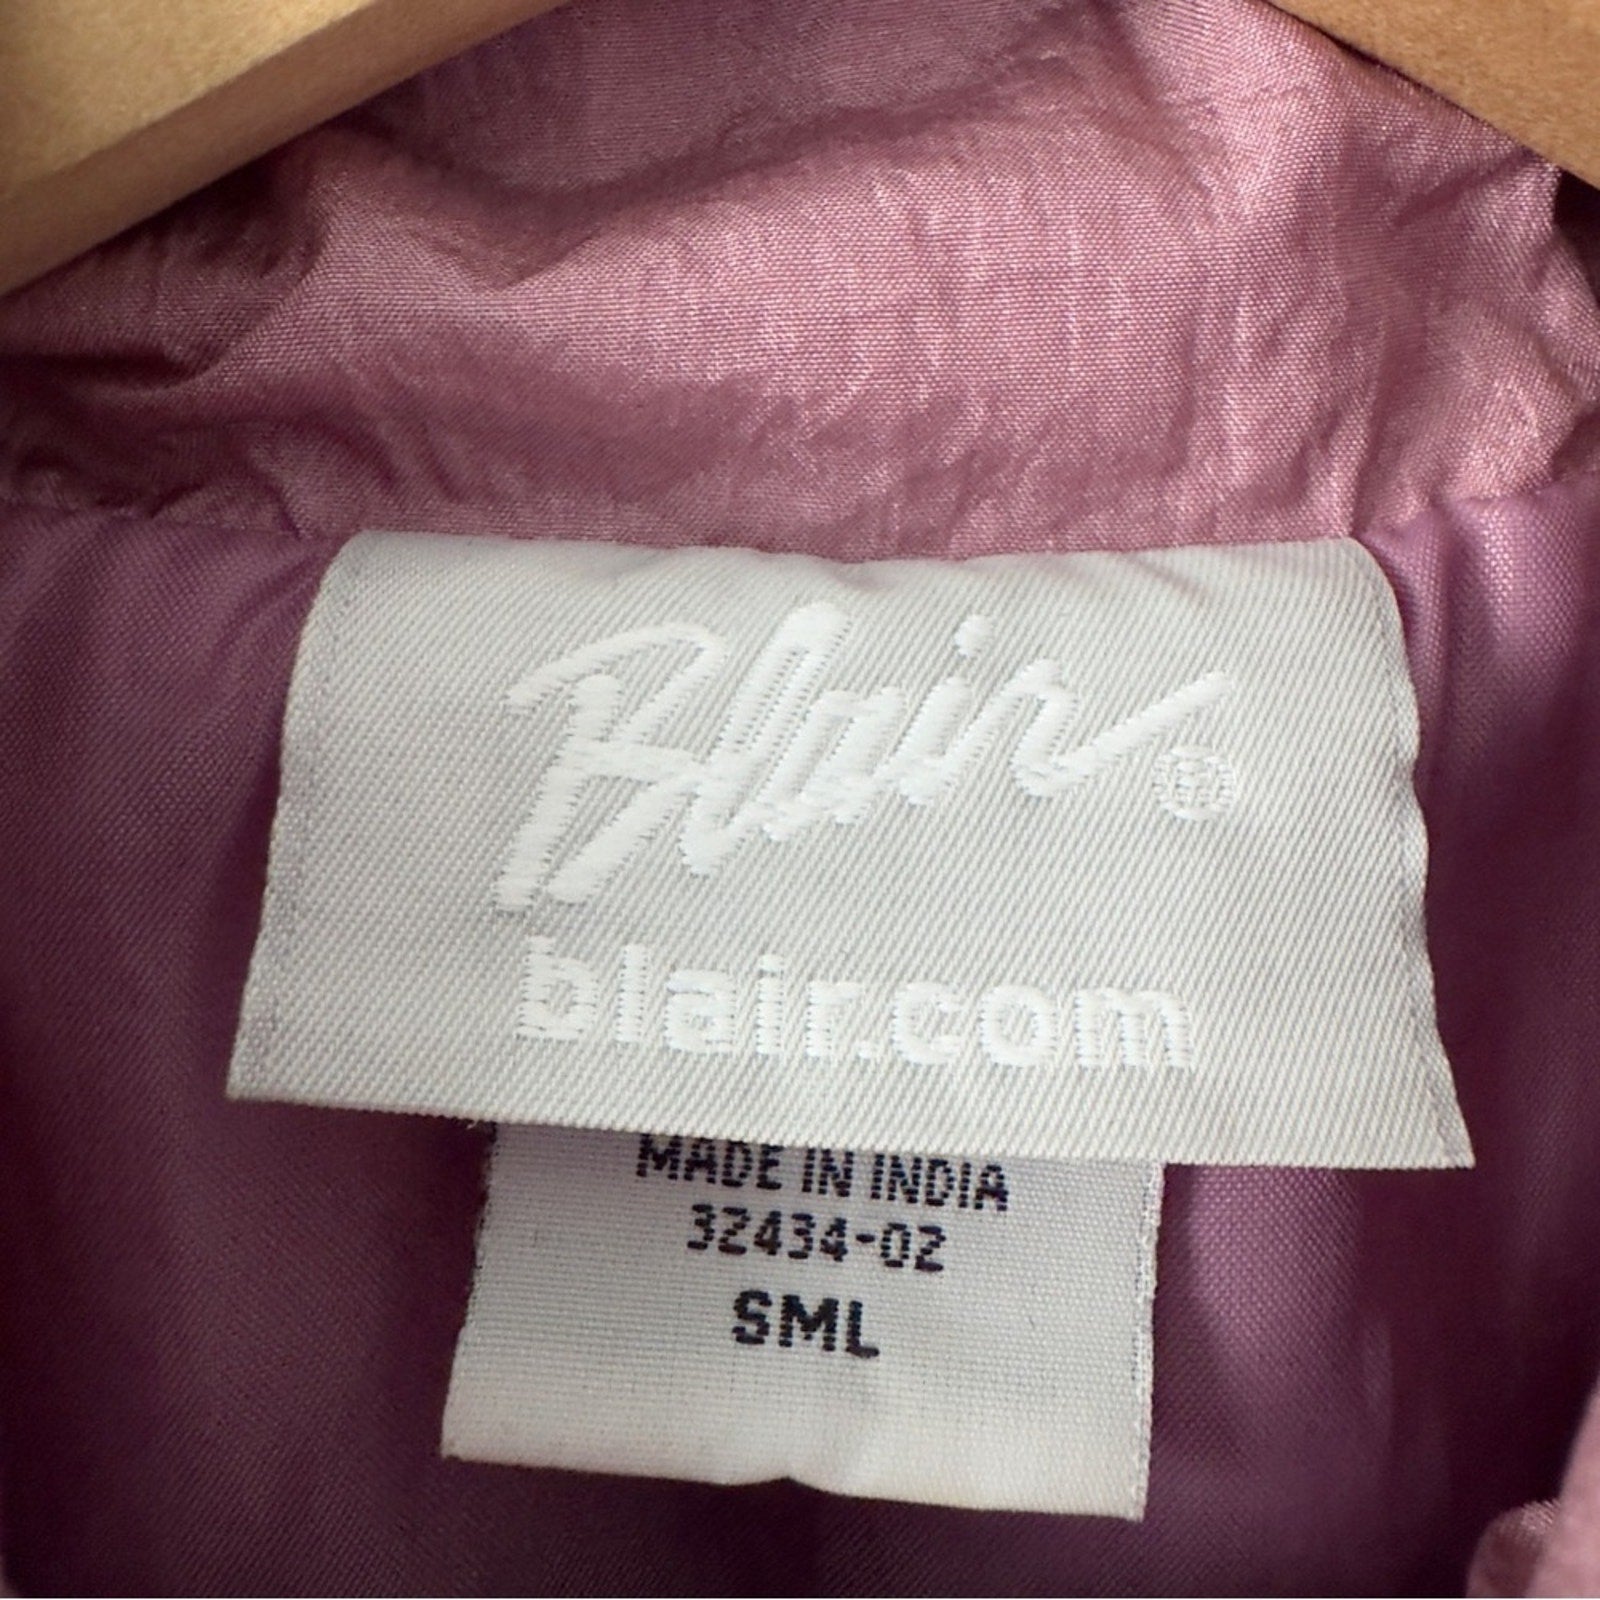 Blair®
blair.com
MADE IN INDIA
32434-02
SML